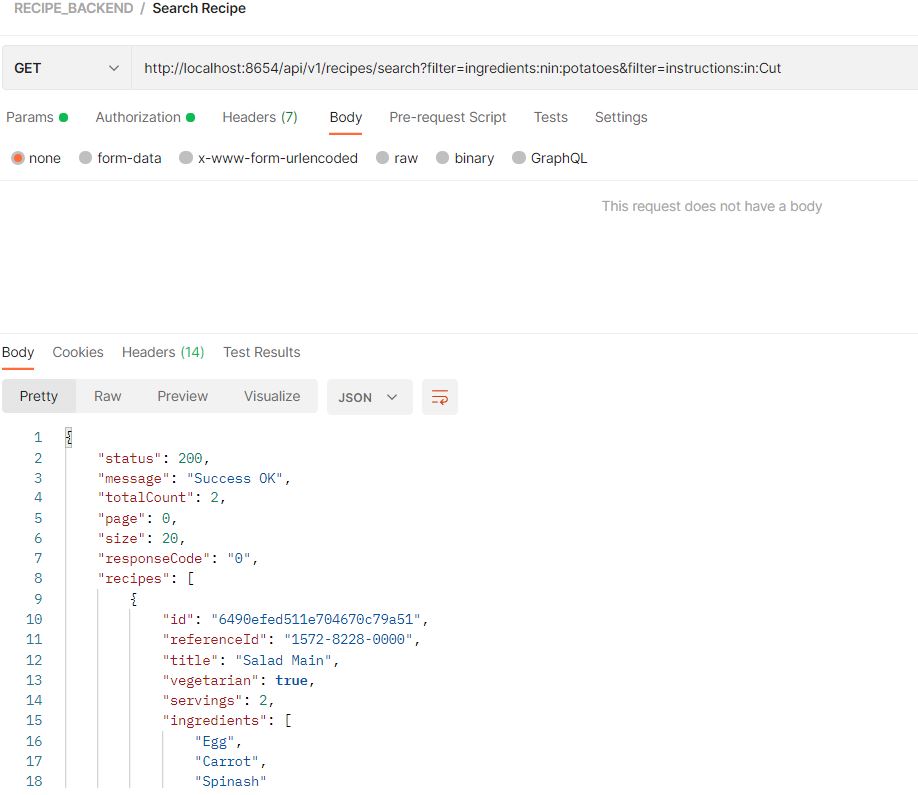 RECIPE_BACKEND / Search Recipe
GET http://localhost:8654/api/v1/recipes/search?filter=ingredients:nin:potatoes&filter=instructions:in:Cut
Params Authorization Headers (7) Body Pre-request Script Tests Settings
none form-data x-www-form-urlencoded raw binary GraphQL
This request does not have a body
Body Cookies Headers (14) Test Results
Pretty Raw Preview Visualize JSON
1 {
2 "status": 200,
3 "message": "Success OK",
4 "totalCount": 2,
5 "page": 0,
6 "size": 20,
7 "responseCode": "0",
8 "recipes": [
9 {
10 "id": "6490efed511e704670c79a51",
11 "referenceId": "1572-8228-0000",
12 "title": "Salad Main",
13 "vegetarian": true,
14 "servings": 2,
15 "ingredients": [
16 "Egg",
17 "Carrot",
18 "Spinash"